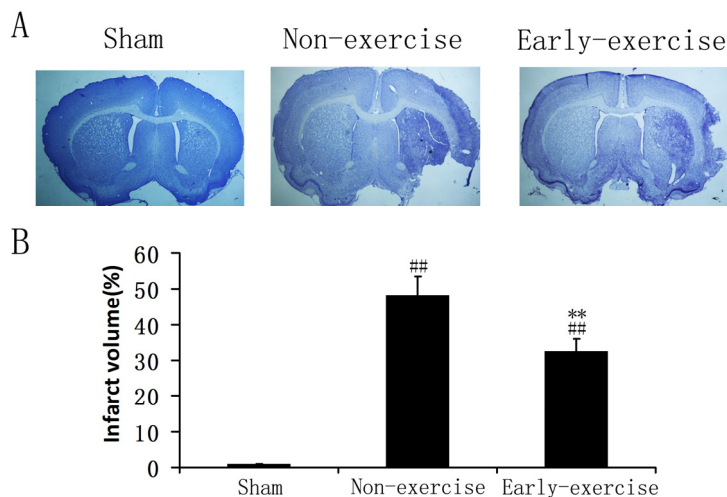 A
Sham Non-exercise Early-exercise
B
Infarct volume(%)
60
50
40
30
20
10
0
##
**
##
Sham Non-exercise Early-exercise